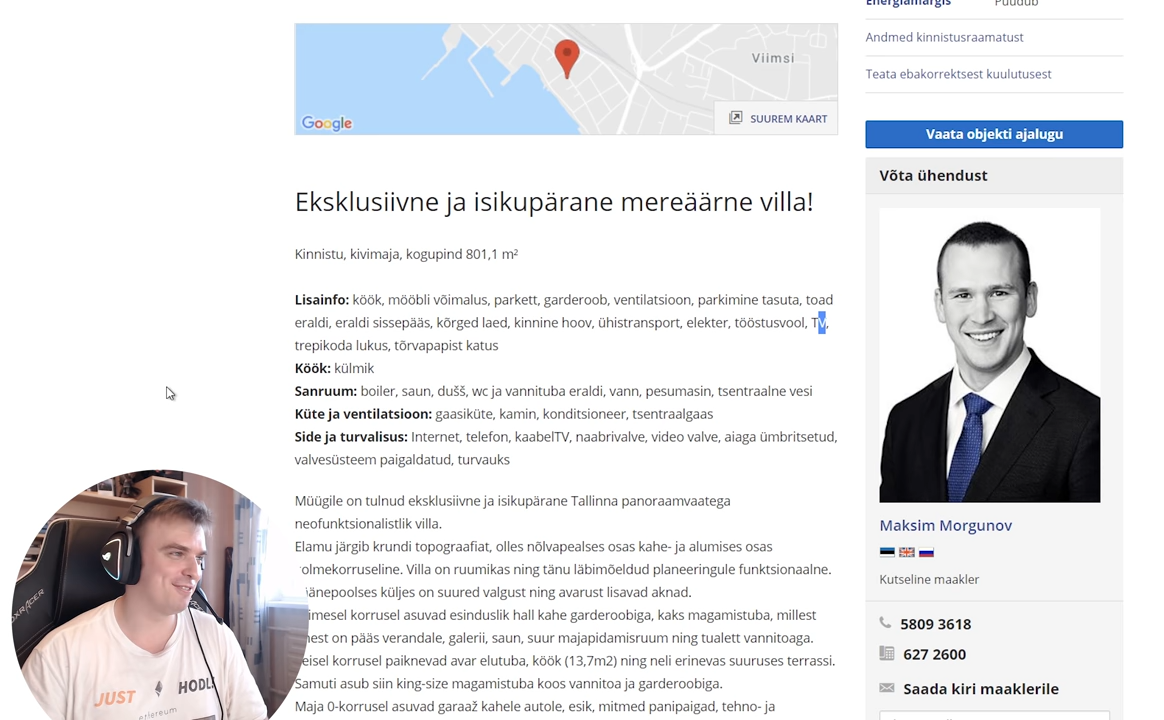 Energiamärgis Puudub
Andmed kinnistusraamatust
Teata ebakorrektsest kuulutusest
Viimsi
Google
SUUREM KAART
Vaata objekti ajalugu
Võta ühendust
Eksklusiivne ja isikupärane mereäärne villa!
Kinnistu, kivimaja, kogupind 801,1 m²
Lisainfo: köök, mööbli võimalus, parkett, garderoob, ventilatsioon, parkimine tasuta, toad
eraldi, eraldi sissepääs, kõrged laed, kinnine hoov, ühistransport, elekter, tööstusvool, TV,
trepikoda lukus, tõrvapapist katus
Köök: külmik
Sanruum: boiler, saun, dušš, wc ja vannituba eraldi, vann, pesumasin, tsentraalne vesi
Küte ja ventilatsioon: gaasiküte, kamin, konditsioneer, tsentraalgaas
Side ja turvalisus: Internet, telefon, kaabelTV, naabrivalve, video valve, aiaga ümbritsetud,
valvesüsteem paigaldatud, turvauks
Müügile on tulnud eksklusiivne ja isikupärane Tallinna panoraamvaatega
neofunktsionalistlik villa.
Elamu järgib krundi topograafiat, olles nõlvapealses osas kahe- ja alumises osas
olmekorruseline. Villa on ruumikas ning tänu läbimõeldud planeeringule funktsionaalne.
äänepoolses küljes on suured valgust ning avarust lisavad aknad.
imesel korrusel asuvad esinduslik hall kahe garderoobiga, kaks magamistuba, millest
hest on pääs verandale, galerii, saun, suur majapidamisruum ning tualett vannitoaga.
eisel korrusel paiknevad avar elutuba, köök (13,7m2) ning neli erinevas suuruses terrassi.
Samuti asub siin king-size magamistuba koos vannitoa ja garderoobiga.
Maja 0-korrusel asuvad garaaž kahele autole, esik, mitmed panipaigad, tehno- ja
Maksim Morgunov
Kutseline maakler
5809 3618
627 2600
Saada kiri maaklerile
JUST HODL
ethereum